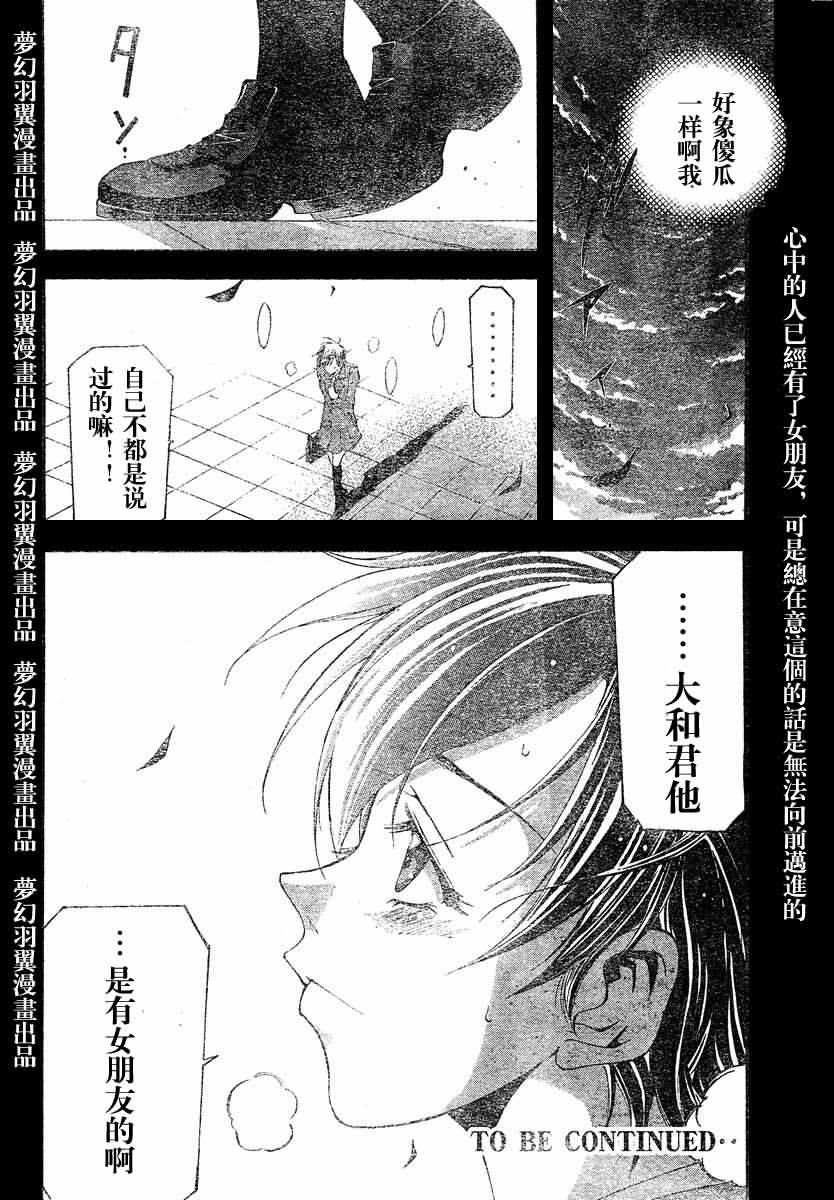 好象傻瓜
一样啊我
タン‥
………
自己不都是说
过的嘛！！
……大和君他
…是有女朋友的啊
TO BE CONTINUED‥
心中的人已經有了女朋友，可是總在意這個的話是無法向前邁進的
夢幻羽翼漫畫出品
夢幻羽翼漫畫出品
夢幻羽翼漫畫出品
夢幻羽翼漫畫出品
夢幻羽翼漫畫出品